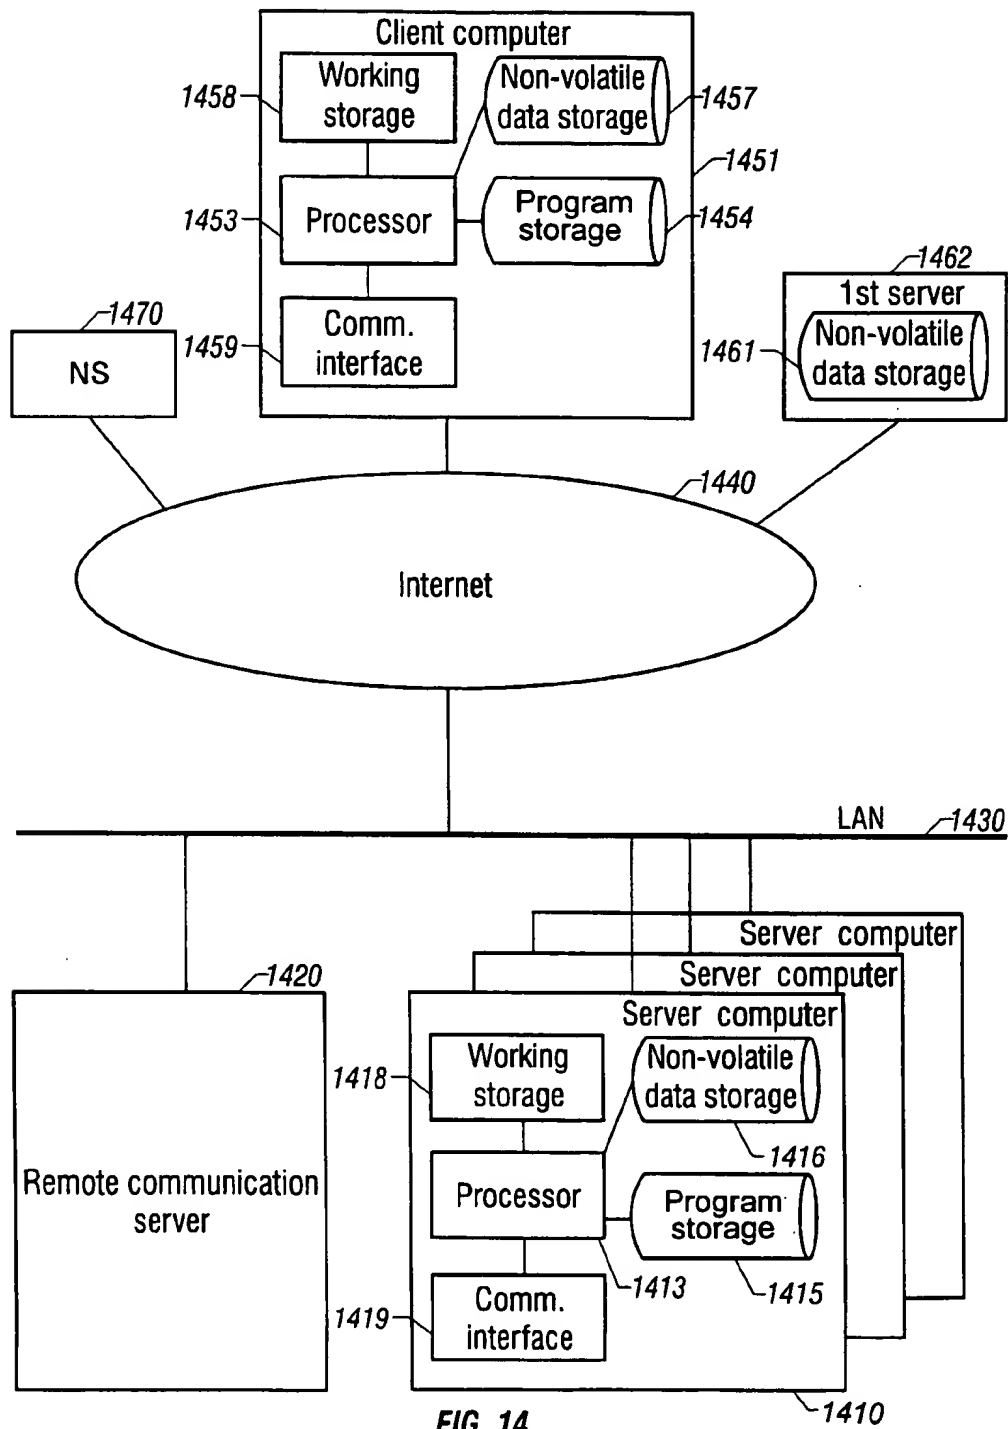 Client computer
Working
storage
1458
Non-volatile
data storage
1457
1451
Processor
1453
Program
storage
1454
Comm.
interface
1459
1462
1st server
Non-volatile
data storage
1461
1470
NS
1440
Internet
LAN
1430
Server computer
Server computer
Server computer
1420
Remote communication
server
Working
storage
1418
Non-volatile
data storage
1416
Processor
1413
Program
storage
1415
Comm.
interface
1419
1410
FIG. 14